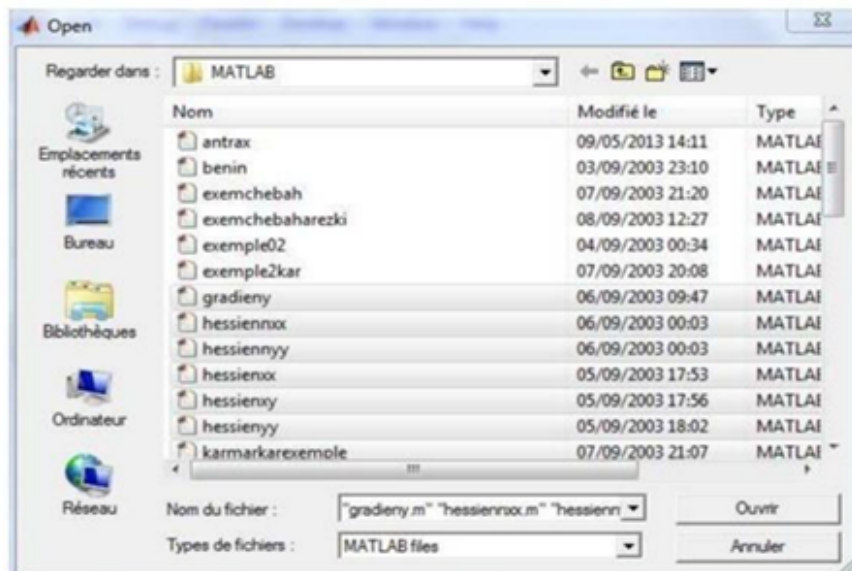 Open
Regarder dans : MATLAB
Nom Modifié le Type
antrax 09/05/2013 14:11 MATLAB
benin 03/09/2003 23:10 MATLAB
exemchebah 07/09/2003 21:20 MATLAB
exemchebaharezki 08/09/2003 12:27 MATLAB
exemple02 04/09/2003 00:34 MATLAB
exemple2kar 07/09/2003 20:08 MATLAB
gradieny 06/09/2003 09:47 MATLAB
hessiennxx 06/09/2003 00:03 MATLAB
hessiennyy 06/09/2003 00:03 MATLAB
hessienxx 05/09/2003 17:53 MATLAB
hessienxy 05/09/2003 17:56 MATLAB
hessienyy 05/09/2003 18:02 MATLAB
karmarkarexemple 07/09/2003 21:07 MATLAB
Emplacements
récents
Bureau
Bibliothèques
Ordinateur
Réseau
Nom du fichier : "gradieny.m" "hessiennxx.m" "hessienn Ouvrir
Types de fichiers : MATLAB files Annuler